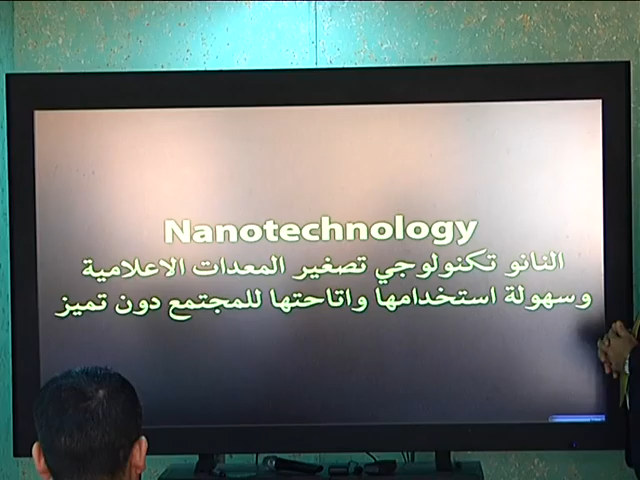 Nanotechnology
النانو تكنولوجي تصغير المعدات الاعلامية
وسهولة استخدامها واتاحتها للمجتمع دون تميز